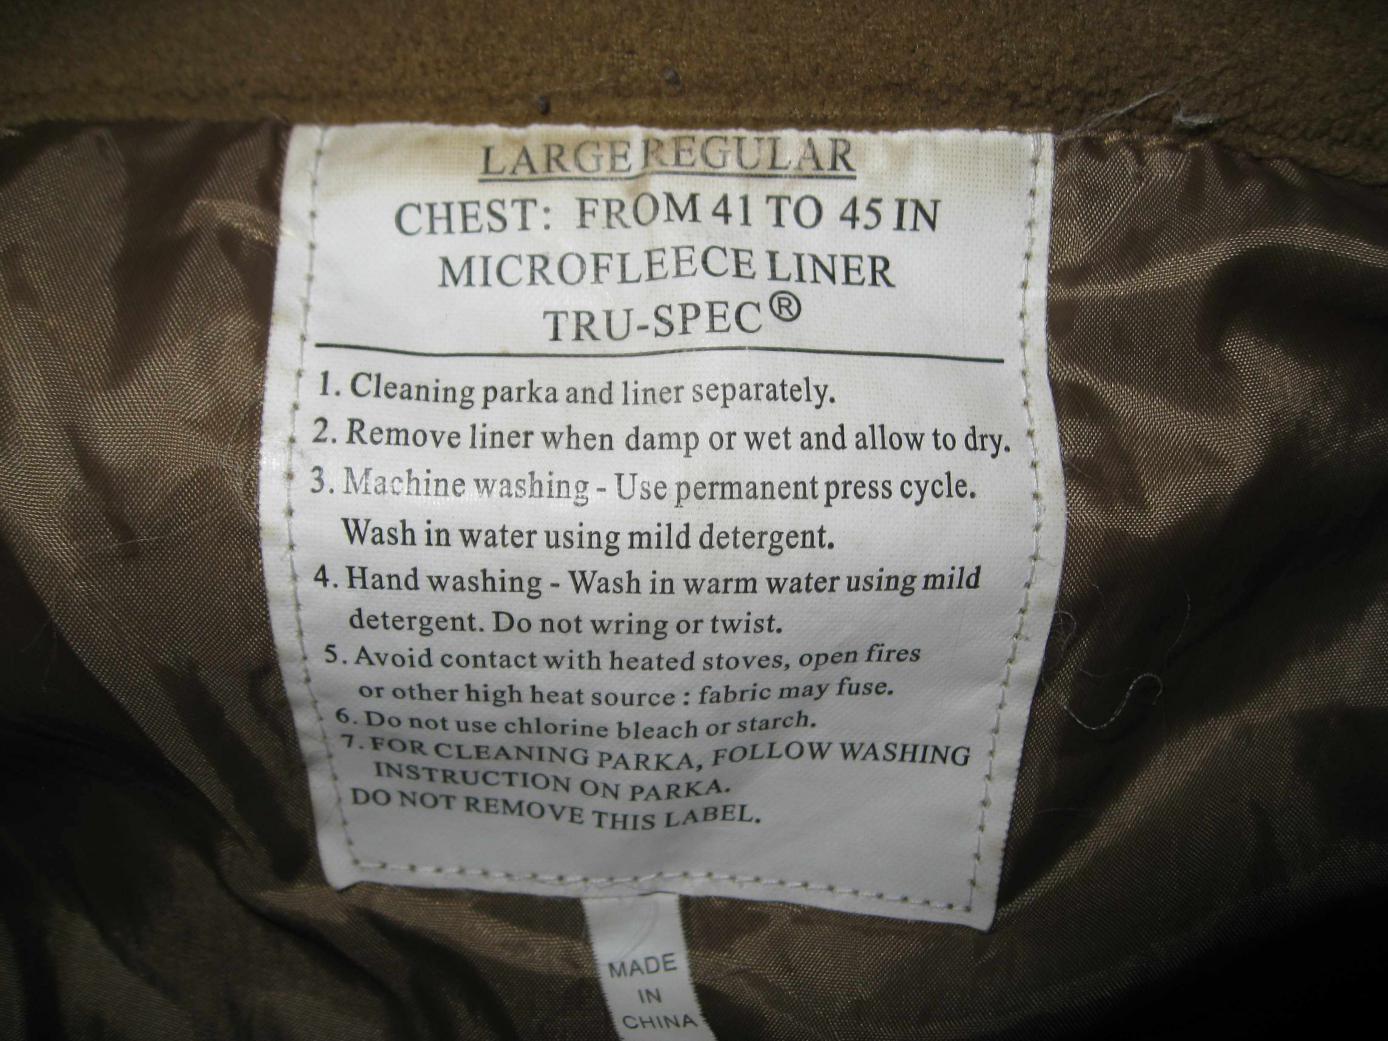 LARGE REGULAR
CHEST: FROM 41 TO 45 IN
MICROFLEECE LINER
TRU-SPEC®
1. Cleaning parka and liner separately.
2. Remove liner when damp or wet and allow to dry.
3. Machine washing - Use permanent press cycle.
Wash in water using mild detergent.
4. Hand washing - Wash in warm water using mild
detergent. Do not wring or twist.
5. Avoid contact with heated stoves, open fires
or other high heat source : fabric may fuse.
6. Do not use chlorine bleach or starch.
7. FOR CLEANING PARKA, FOLLOW WASHING
INSTRUCTION ON PARKA.
DO NOT REMOVE THIS LABEL.
MADE
IN
CHINA